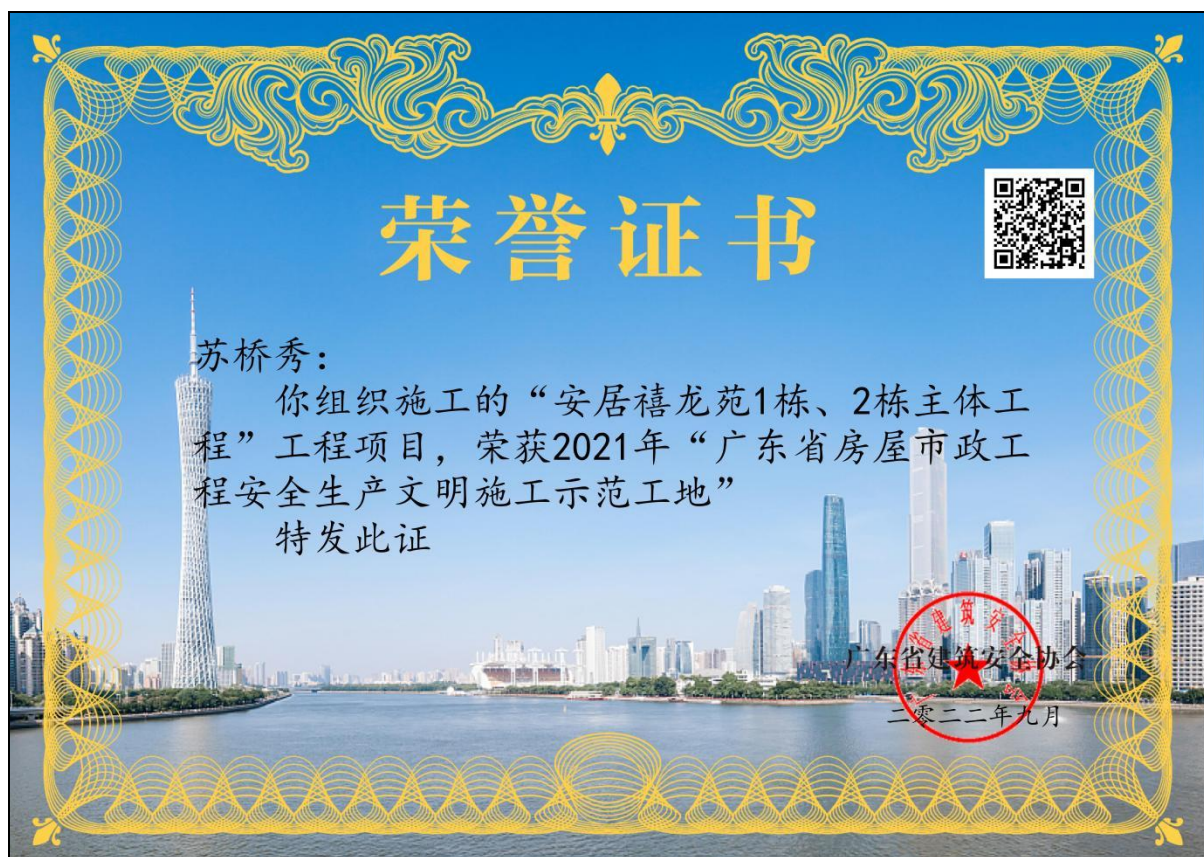 荣誉证书
苏桥秀：
你组织施工的“安居禧龙苑1栋、2栋主体工
程”工程项目，荣获2021年“广东省房屋市政工
程安全生产文明施工示范工地”
特发此证
广东省建筑安全协会
二零二二年九月